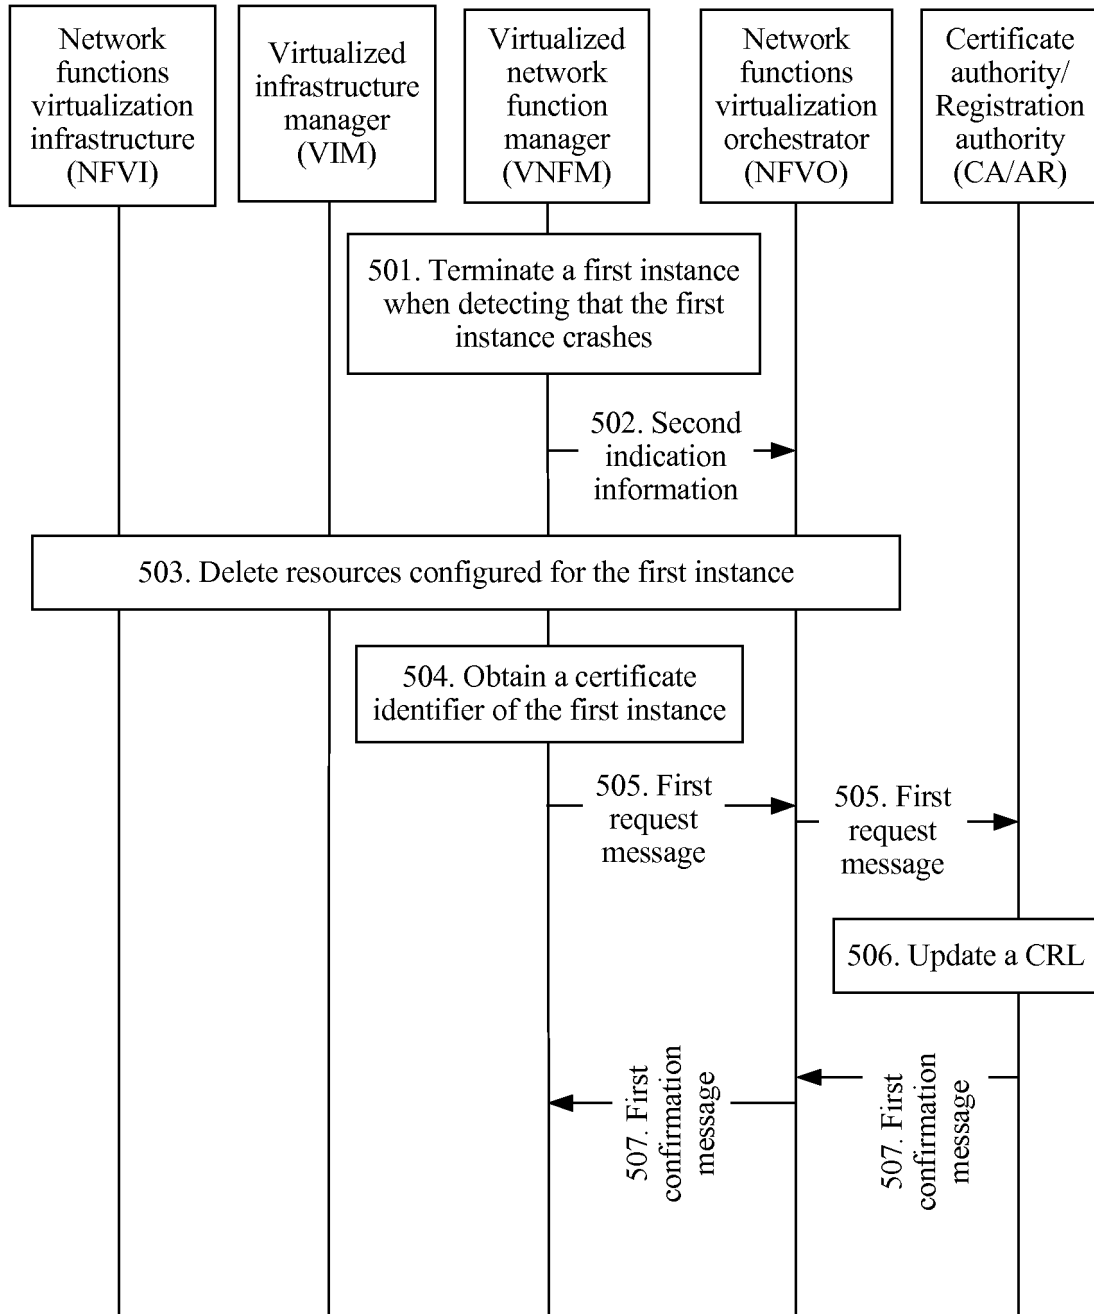 Network
functions
virtualization
infrastructure
(NFVI)
Virtualized
infrastructure
manager
(VIM)
Virtualized
network
function
manager
(VNFM)
Network
functions
virtualization
orchestrator
(NFVO)
Certificate
authority/
Registration
authority
(CA/AR)
501. Terminate a first instance
when detecting that the first
instance crashes
502. Second
indication
information
503. Delete resources configured for the first instance
504. Obtain a certificate
identifier of the first instance
505. First
request
message
505. First
request
message
506. Update a CRL
507. First
confirmation
message
507. First
confirmation
message